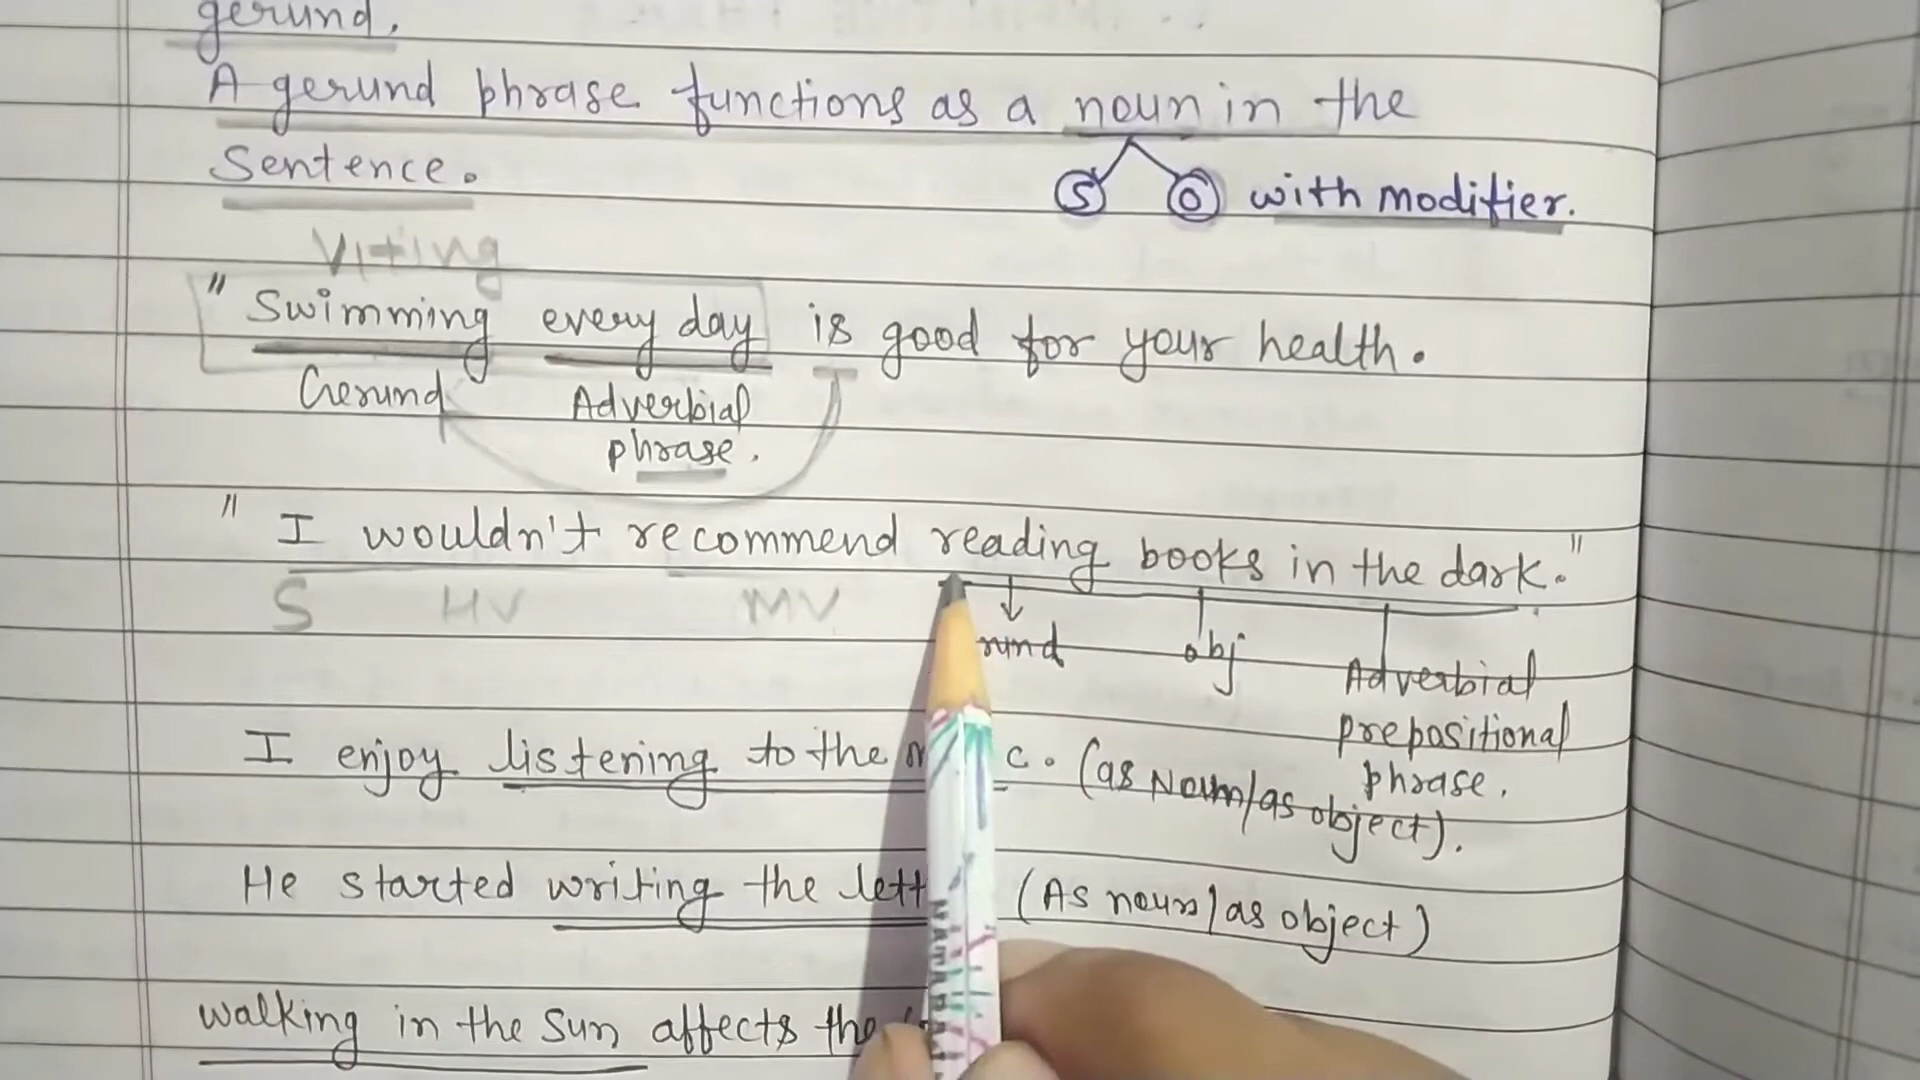 gerund.
A gerund phrase functions as a noun in the
Sentence.
S O with modifier.
V1+ing
"Swimming every day is good for your health.
Gerund Adverbial
phrase.
"I wouldn't recommend reading books in the dark."
S HV MV
obj Adverbial
prepositional
phrase.
I enjoy listening to the (as Noun/as object).
He started writing the (As noun/as object)
walking in the Sun affects the